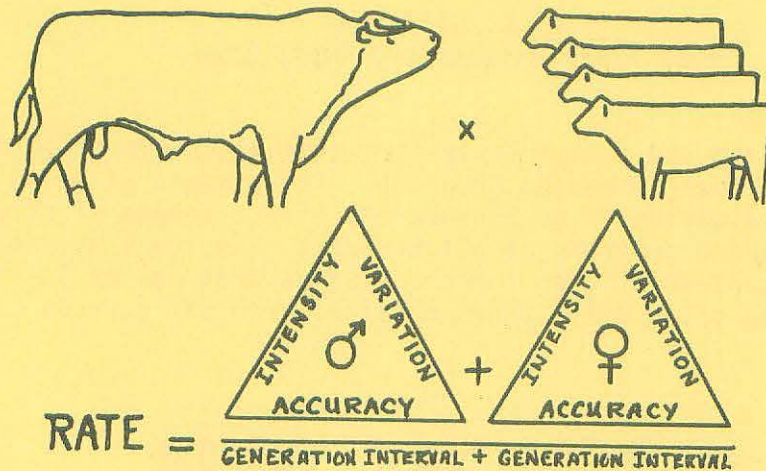 x
INTENSITY VARIATION INTENSITY VARIATION
♂ + ♀
ACCURACY ACCURACY
RATE =
GENERATION INTERVAL + GENERATION INTERVAL